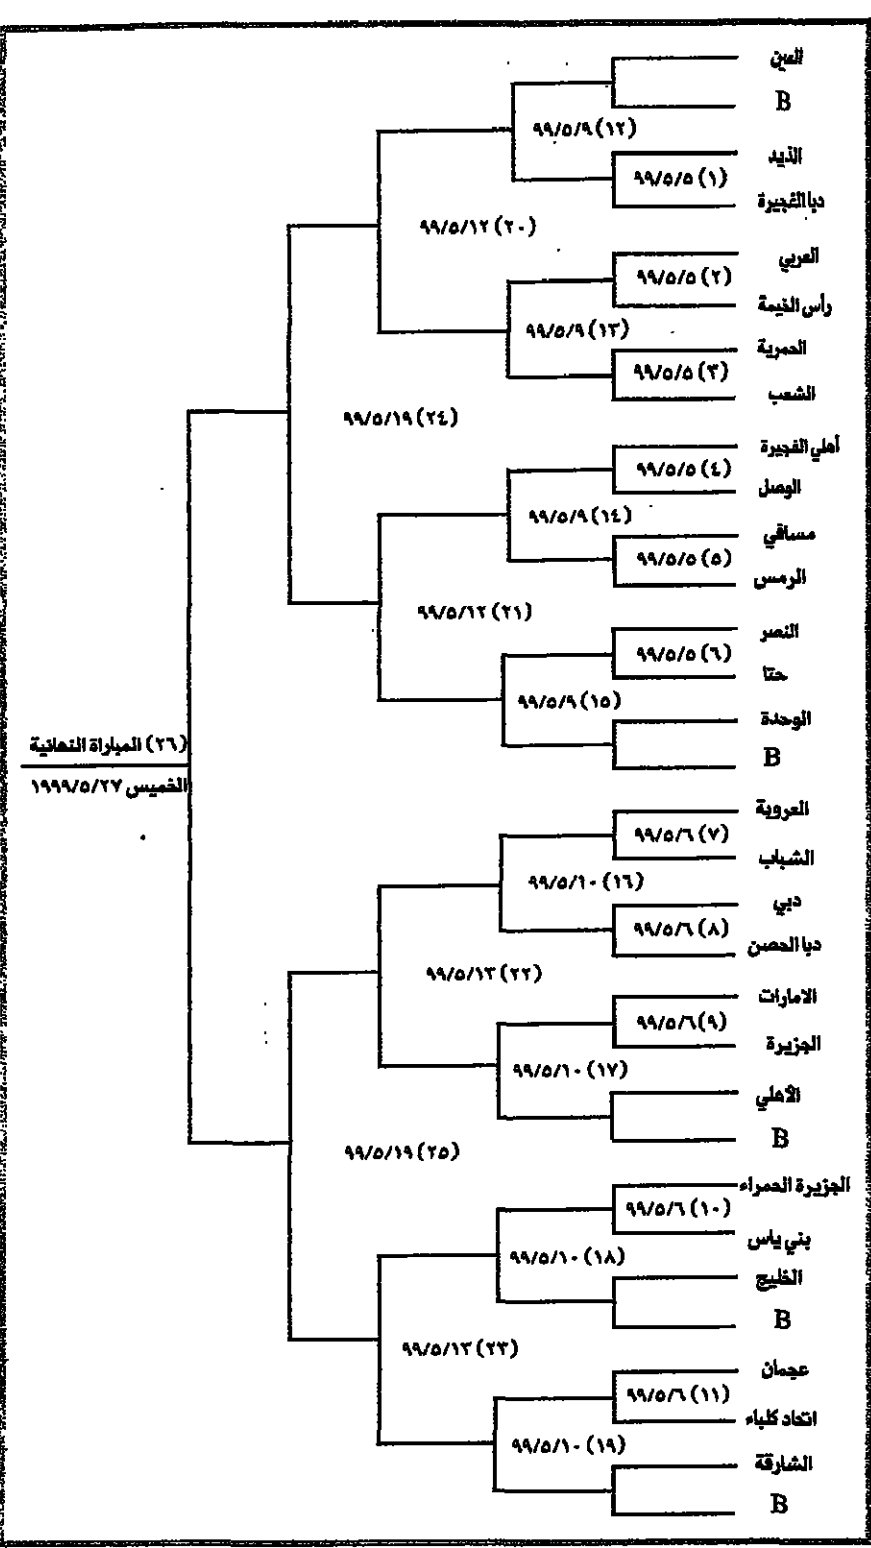 العين
B
٩٩/٥/٩ (١٢)
الذيد
٩٩/٥/٥ (١)
دبا الفجيرة
٩٩/٥/١٢ (٢٠)
العربي
٩٩/٥/٥ (٢)
رأس الخيمة
٩٩/٥/٩ (١٣)
الحمرية
٩٩/٥/٥ (٣)
الشعب
٩٩/٥/١٩ (٢٤)
أهلي الفجيرة
٩٩/٥/٥ (٤)
الوصل
٩٩/٥/٩ (١٤)
مسافي
٩٩/٥/٥ (٥)
الرمس
٩٩/٥/١٢ (٢١)
النصر
٩٩/٥/٥ (٦)
حتا
٩٩/٥/٩ (١٥)
الوحدة
B
(٢٦) المباراة النهائية
الخميس ١٩٩٩/٥/٢٧
العروبة
٩٩/٥/٦ (٧)
الشباب
٩٩/٥/١٠ (١٦)
دبي
٩٩/٥/٦ (٨)
دبا الحصن
٩٩/٥/١٣ (٢٢)
الامارات
٩٩/٥/٦ (٩)
الجزيرة
٩٩/٥/١٠ (١٧)
الأهلي
B
٩٩/٥/١٩ (٢٥)
الجزيرة الحمراء
٩٩/٥/٦ (١٠)
بني ياس
٩٩/٥/١٠ (١٨)
الخليج
B
٩٩/٥/١٣ (٢٣)
عجمان
٩٩/٥/٦ (١١)
اتحاد كلباء
٩٩/٥/١٠ (١٩)
الشارقة
B